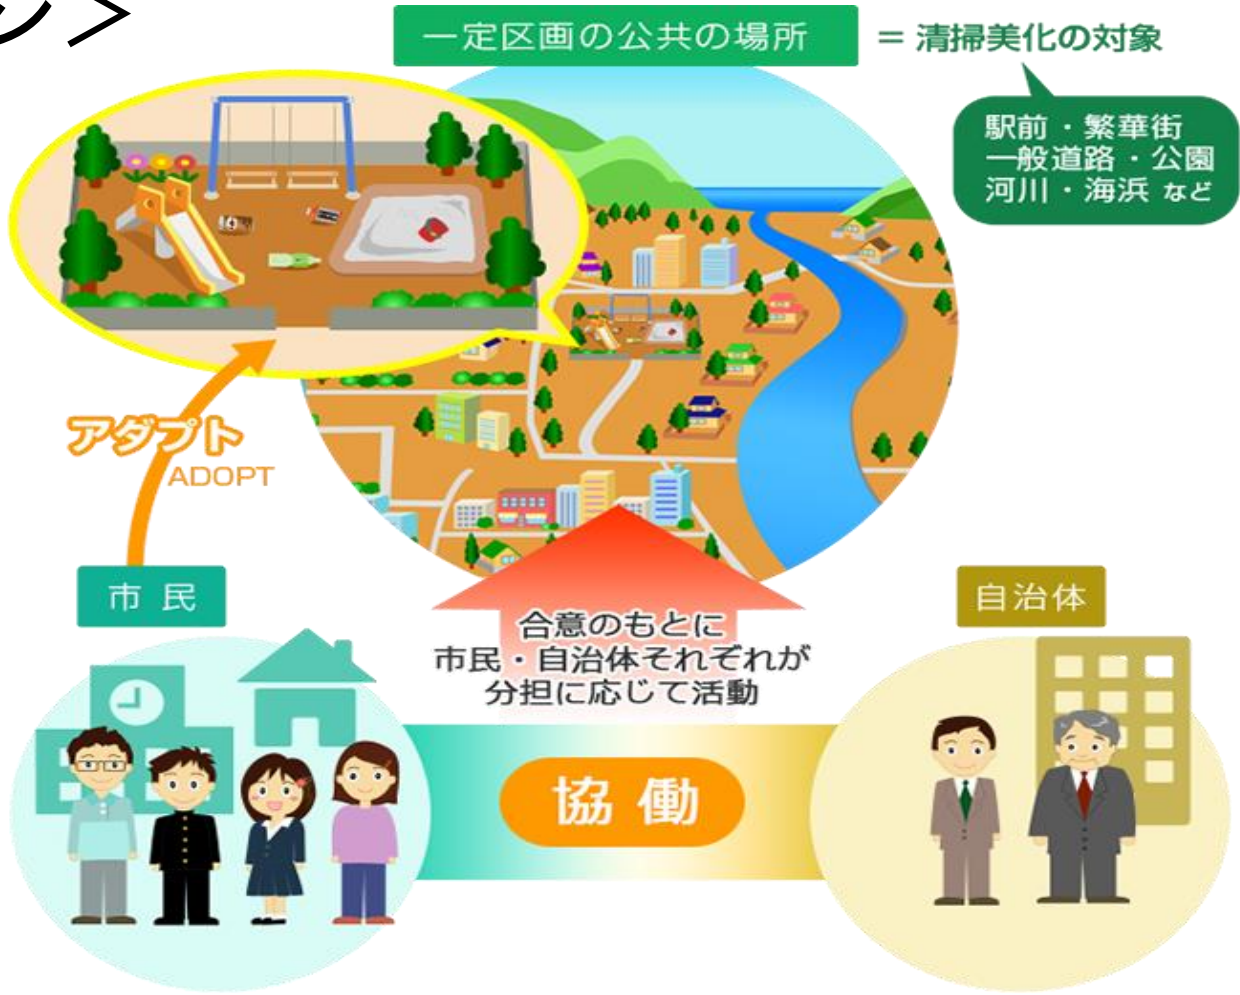 ン＞
一定区画の公共の場所
= 清掃美化の対象
駅前・繁華街
一般道路・公園
河川・海浜 など
アダプト
ADOPT
市民
自治体
合意のもとに
市民・自治体それぞれが
分担に応じて活動
協働